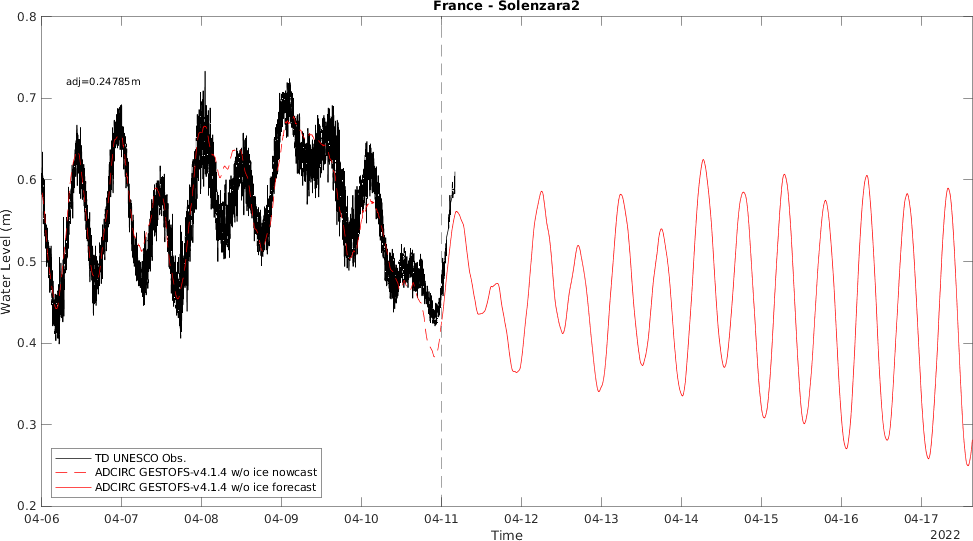 France - Solenzara2
0.8
0.7
0.6
0.5
0.4
0.3
0.2
Water Level (m)
adj=0.24785m
TD UNESCO Obs.
ADCIRC GESTOFS-v4.1.4 w/o ice nowcast
ADCIRC GESTOFS-v4.1.4 w/o ice forecast
04-06 04-07 04-08 04-09 04-10 04-11 04-12 04-13 04-14 04-15 04-16 04-17
2022
Time